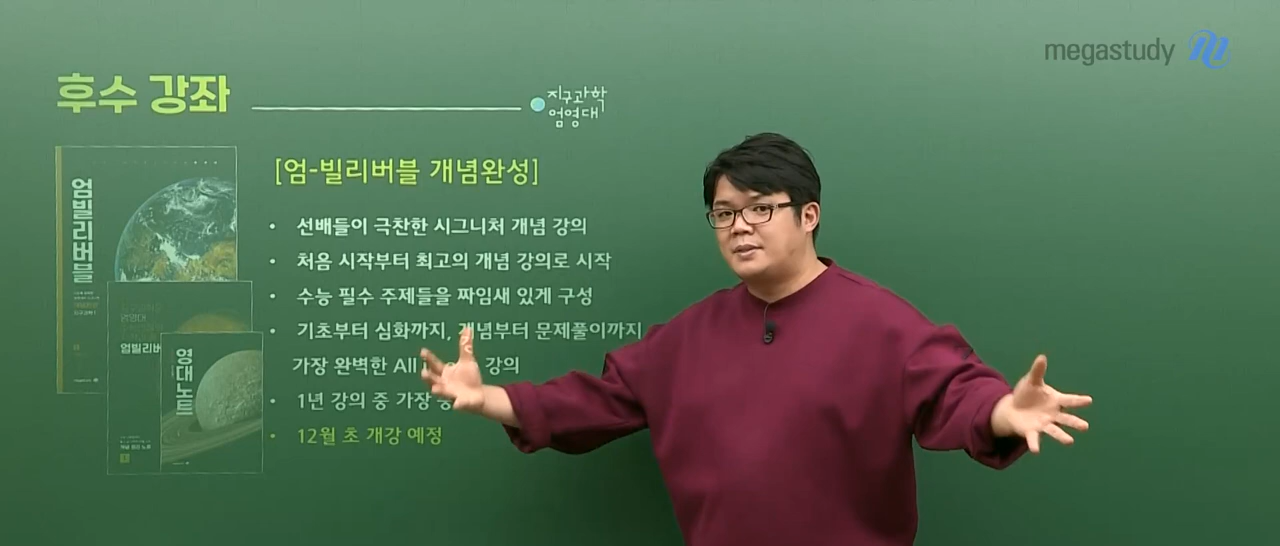 megastudy
후수 강좌
지구과학
엄영대
[엄-빌리버블 개념완성]
• 선배들이 극찬한 시그니처 개념 강의
• 처음 시작부터 최고의 개념 강의로 시작
• 수능 필수 주제들을 짜임새 있게 구성
• 기초부터 심화까지, 개념부터 문제풀이까지
가장 완벽한 All 강의
• 1년 강의 중 가장
• 12월 초 개강 예정
엄빌리버블
엄빌리버
영대노트